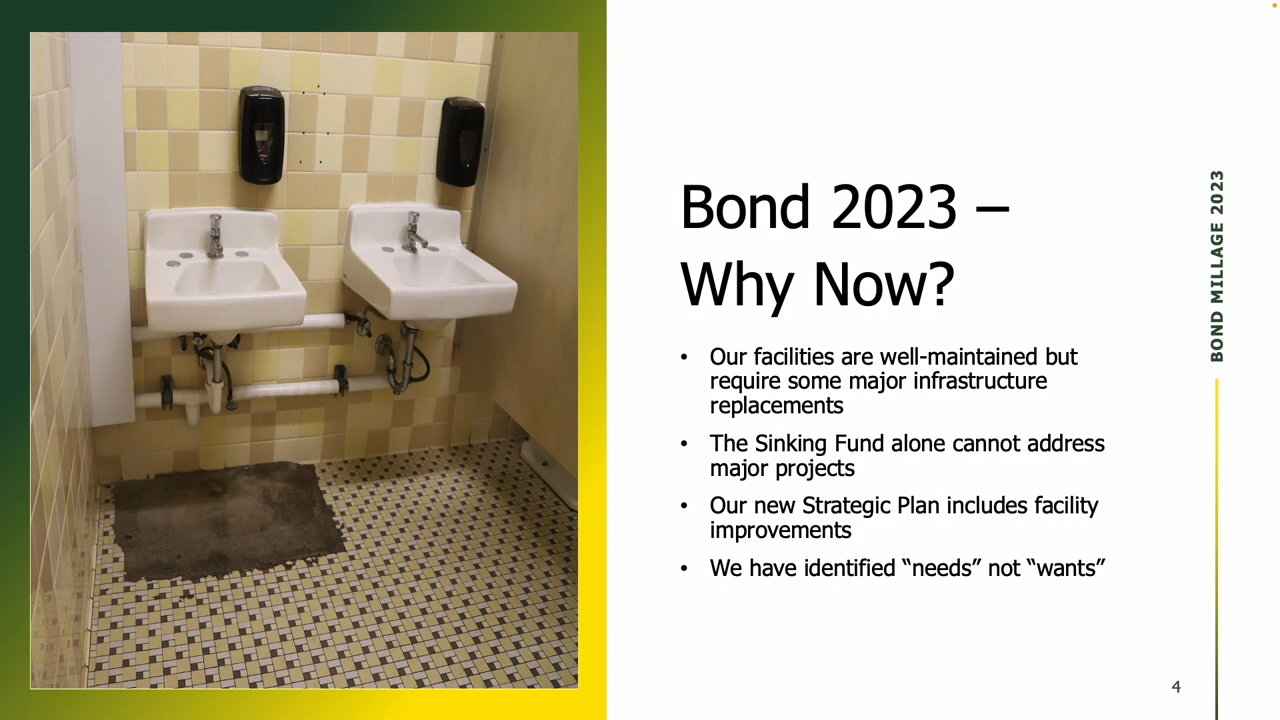 Bond 2023 –
Why Now?
• Our facilities are well-maintained but
require some major infrastructure
replacements
• The Sinking Fund alone cannot address
major projects
• Our new Strategic Plan includes facility
improvements
• We have identified “needs” not “wants”
BOND MILLAGE 2023
4